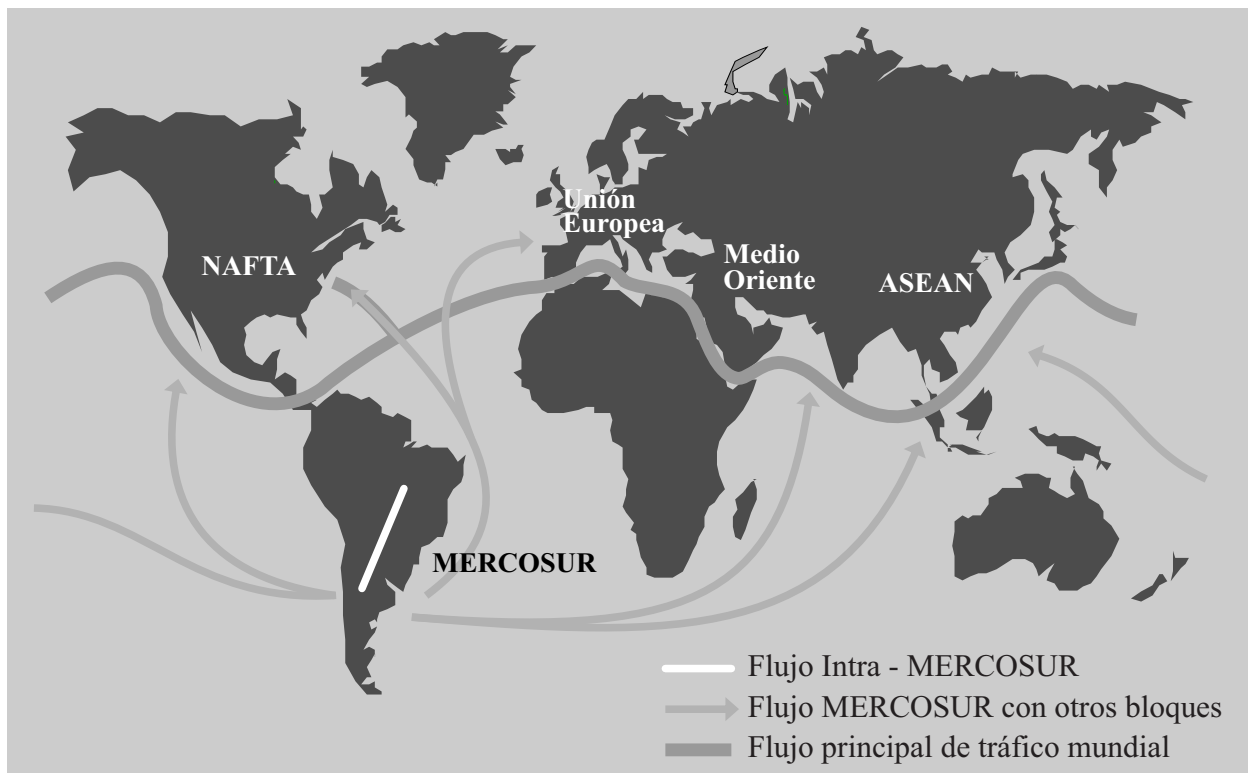 Unión
Europea
NAFTA
Medio
Oriente
ASEAN
MERCOSUR
Flujo Intra - MERCOSUR
Flujo MERCOSUR con otros bloques
Flujo principal de tráfico mundial